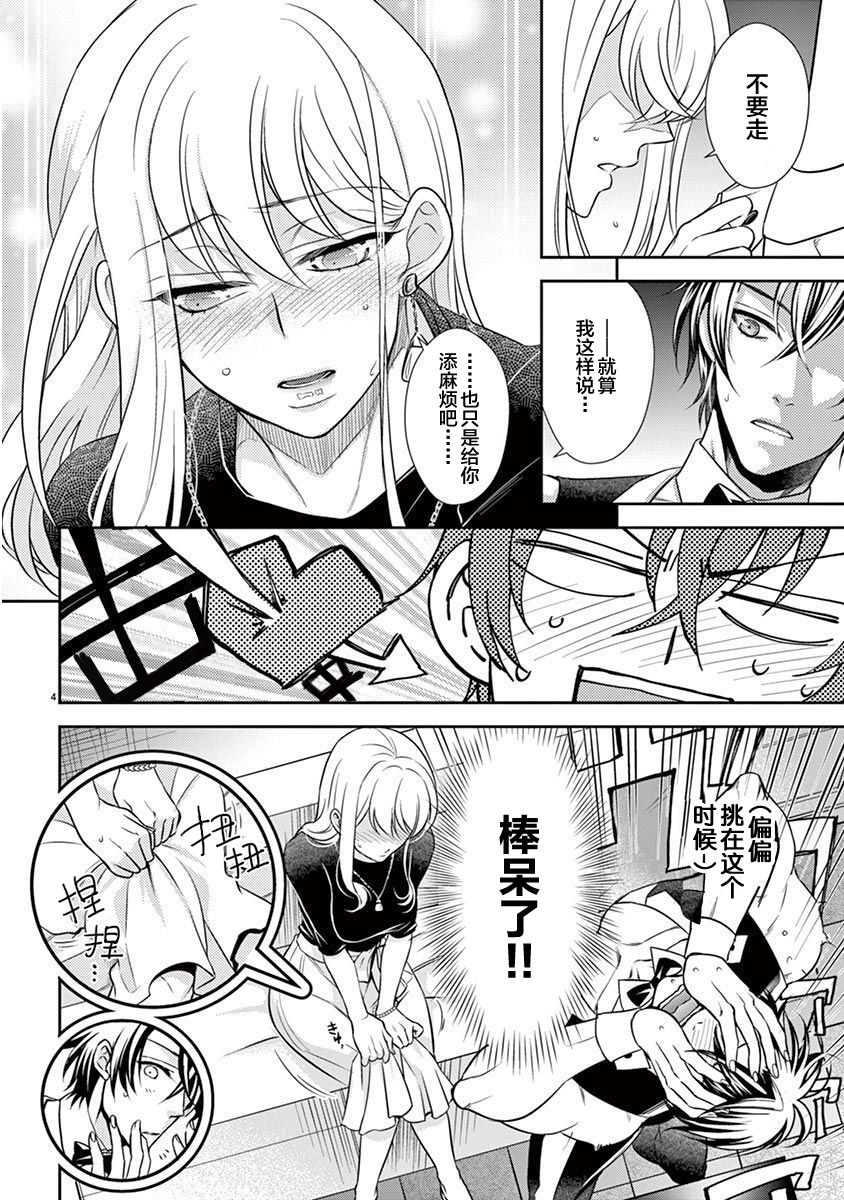 不要走
——就算
我这样说…
……也只是给你
添麻烦吧……
出
4
(偏偏
挑在这个
时候-)
棒呆了!!
扭扭
捏捏…